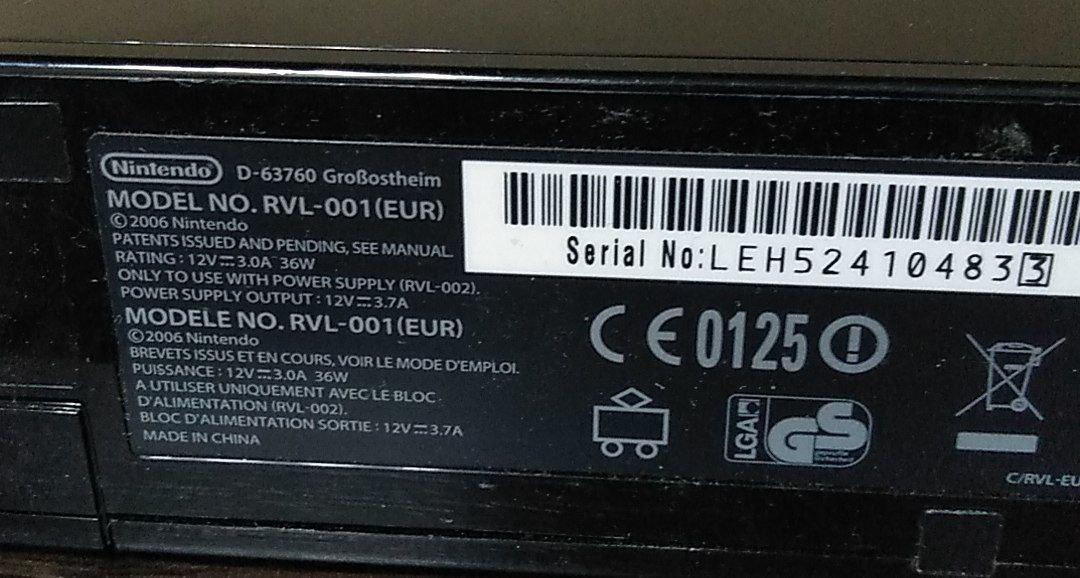 Nintendo D-63760 Großostheim
MODEL NO. RVL-001(EUR)
©2006 Nintendo
PATENTS ISSUED AND PENDING, SEE MANUAL.
RATING : 12V⎓3.0A 36W
ONLY TO USE WITH POWER SUPPLY (RVL-002).
POWER SUPPLY OUTPUT : 12V⎓3.7A
MODELE NO. RVL-001(EUR)
©2006 Nintendo
BREVETS ISSUS ET EN COURS, VOIR LE MODE D'EMPLOI.
PUISSANCE : 12V⎓3.0A 36W
A UTILISER UNIQUEMENT AVEC LE BLOC
D'ALIMENTATION (RVL-002).
BLOC D'ALIMENTATION SORTIE : 12V⎓3.7A
MADE IN CHINA
Serial No:LEH524104833
CE0125
LGAI
GS
geprüfte
Sicherheit
C/RVL-EU